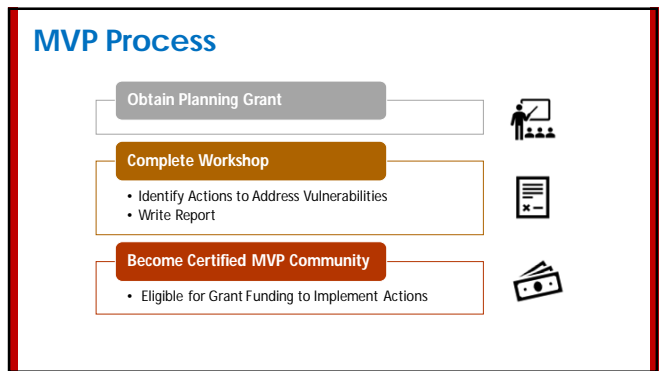 MVP Process
Obtain Planning Grant
Complete Workshop
• Identify Actions to Address Vulnerabilities
• Write Report
Become Certified MVP Community
• Eligible for Grant Funding to Implement Actions